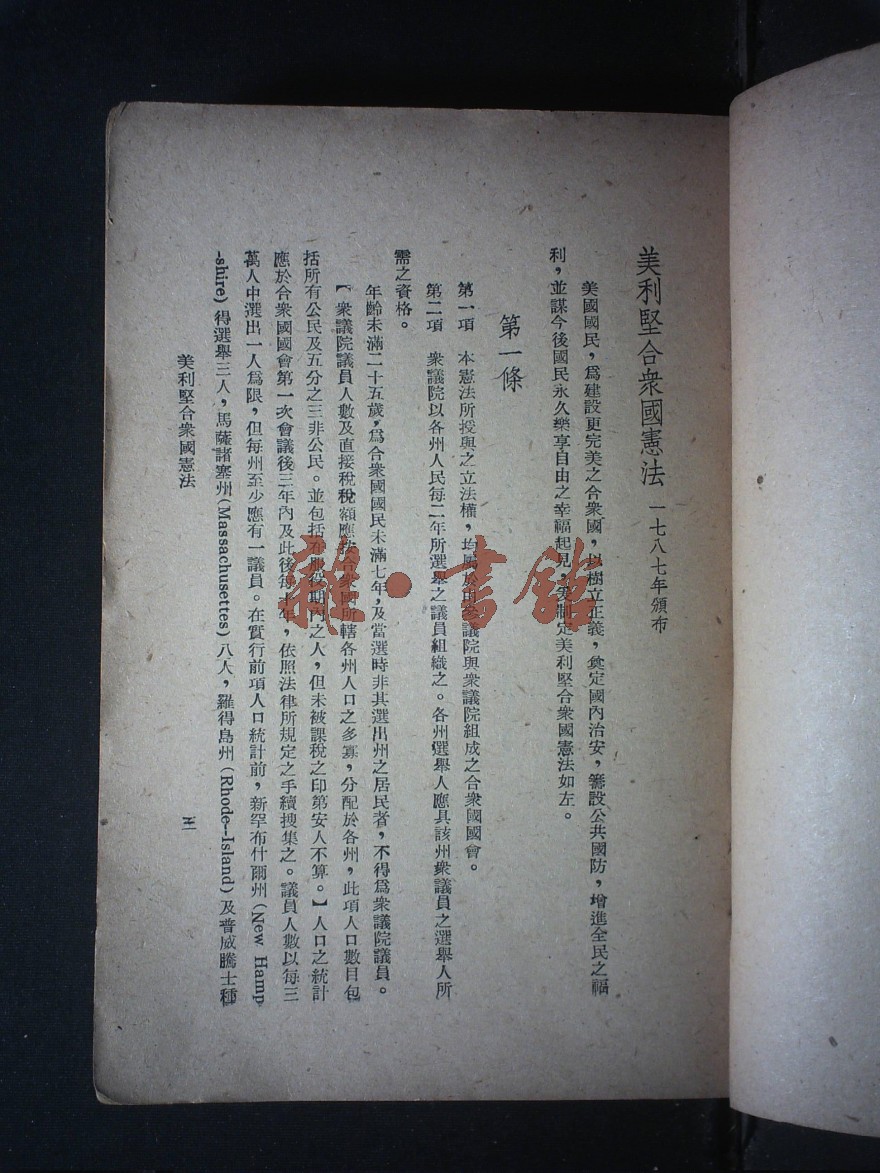 美利堅合衆國憲法 一七八七年頒布
美國國民，爲建設更完美之合衆國，以樹立正義，奠定國內治安，籌設公共國防，增進全民之福
利，並謀今後國民永久樂享自由之幸福起見，爰制定美利堅合衆國憲法如左。
第一條
第一項 本憲法所授與之立法權，均屬於由參議院與衆議院組成之合衆國國會。
第二項 衆議院以各州人民每二年所選舉之議員組織之。各州選舉人應具該州衆議員之選舉人所
需之資格。
年齡未滿二十五歲，爲合衆國國民未滿七年，及當選時非其選出州之居民者，不得爲衆議院議員。
【衆議院議員人數及直接稅稅額應按合衆國所轄各州人口之多寡，分配於各州，此項人口數目包
括所有公民及五分之三非公民。並包括在服役期內之人，但未被課稅之印第安人不算。】人口之統計
應於合衆國國會第一次會議後三年內及此後每十年，依照法律所規定之手續搜集之。議員人數以每三
萬人中選出一人爲限，但每州至少應有一議員。在實行前項人口統計前，新罕布什爾州(New Hamp
-shire)得選舉三人，馬薩諸塞州(Massachusettes)八人，羅得島州(Rhode-Island)及普威騰士種
美利堅合衆國憲法
三
雜·書館